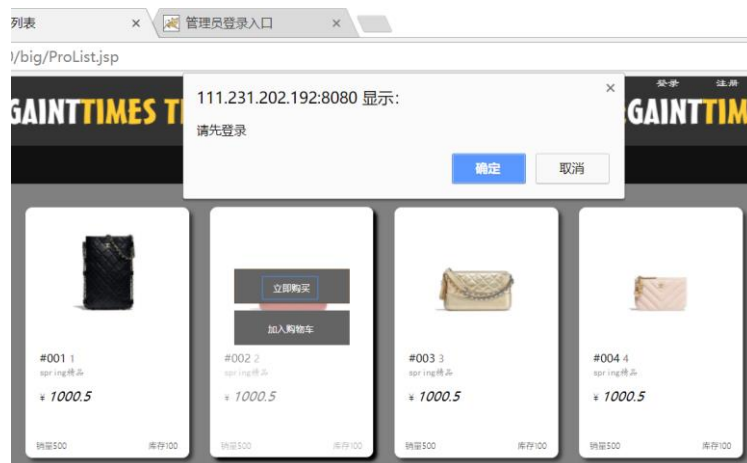 列表 × 管理员登录入口 ×
)/big/ProList.jsp
111.231.202.192:8080 显示：
×
请先登录
确定 取消
登录 注册
GAINTTIMES T
GAINTTIM
立即购买
加入购物车
#001 1
spring精品
¥ 1000.5
销量500 库存100
#002 2
spring精品
¥ 1000.5
销量500 库存100
#003 3
spring精品
¥ 1000.5
销量500 库存100
#004 4
spring精品
¥ 1000.5
销量500 库存100